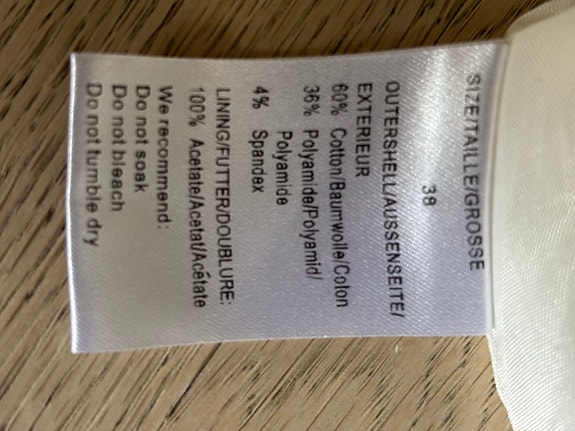 SIZE/TAILLE/GROSSE
38
OUTERSHELL/AUSSENSEITE/
EXTERIEUR
60% Cotton/Baumwolle/Coton
36% Polyamide/Polyamid/
Polyamide
4% Spandex
LINING/FUTTER/DOUBLURE:
100% Acetate/Acetat/Acétate
We recommend:
Do not soak
Do not bleach
Do not tumble dry